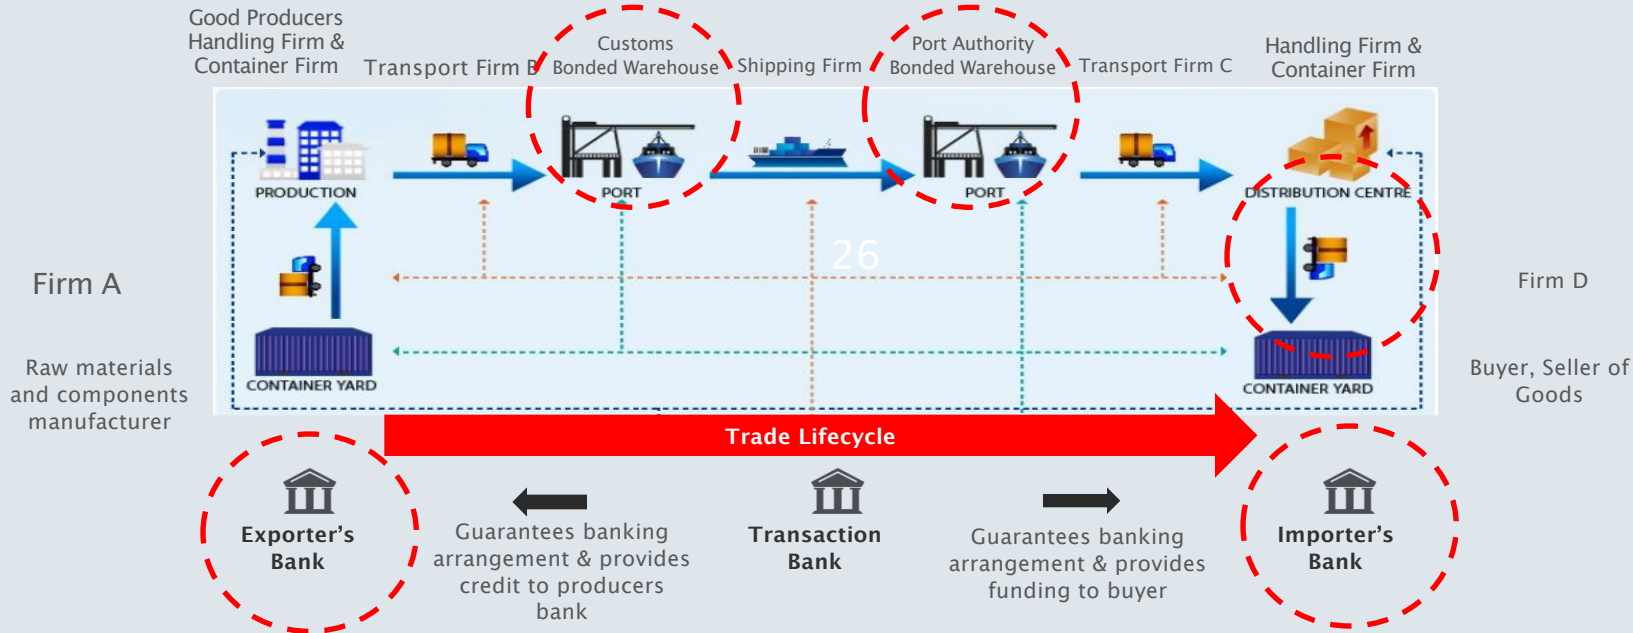 Good Producers
Handling Firm &
Container Firm
Transport Firm B
Customs
Bonded Warehouse
Shipping Firm
Port Authority
Bonded Warehouse
Transport Firm C
Handling Firm &
Container Firm
PRODUCTION
PORT
PORT
DISTRIBUTION CENTRE
26
Firm A
Firm D
Raw materials
and components
manufacturer
CONTAINER YARD
CONTAINER YARD
Buyer, Seller of
Goods
Trade Lifecycle
Exporter's
Bank
Guarantees banking
arrangement & provides
credit to producers
bank
Transaction
Bank
Guarantees banking
arrangement & provides
funding to buyer
Importer's
Bank